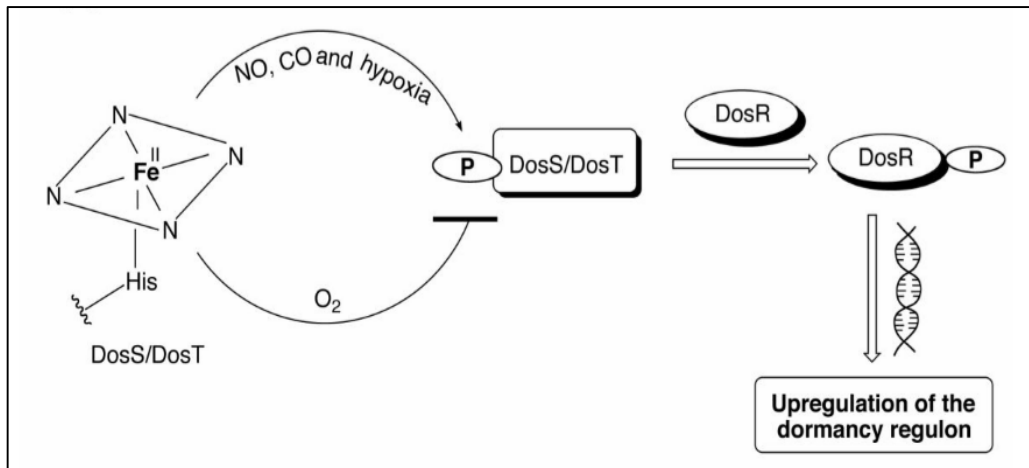 NO, CO and hypoxia
N
N
N
N
Fe
II
His
DosS/DosT
O₂
P
DosS/DosT
DosR
DosR
P
Upregulation of the
dormancy regulon